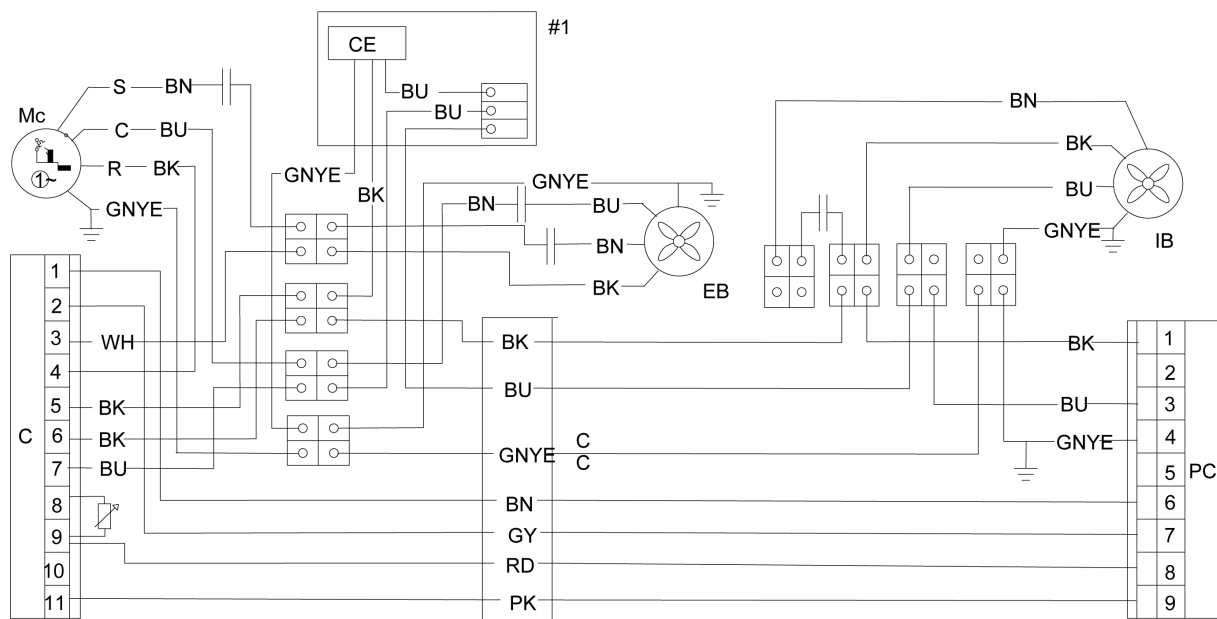 #1
CE
BU
BU
S BN
Mc
C BU
R BK
1~
GNYE
GNYE
BK
GNYE
BN BU
BN
BK
EB
BN
BK
BU
GNYE
IB
C
1
2
3 WH
4
5 BK
6 BK
7 BU
8
9
10
11
BK
BU
GNYE
C
C
BN
GY
RD
PK
BK
BU
GNYE
1
2
3
4
5
6
7
8
9
PC